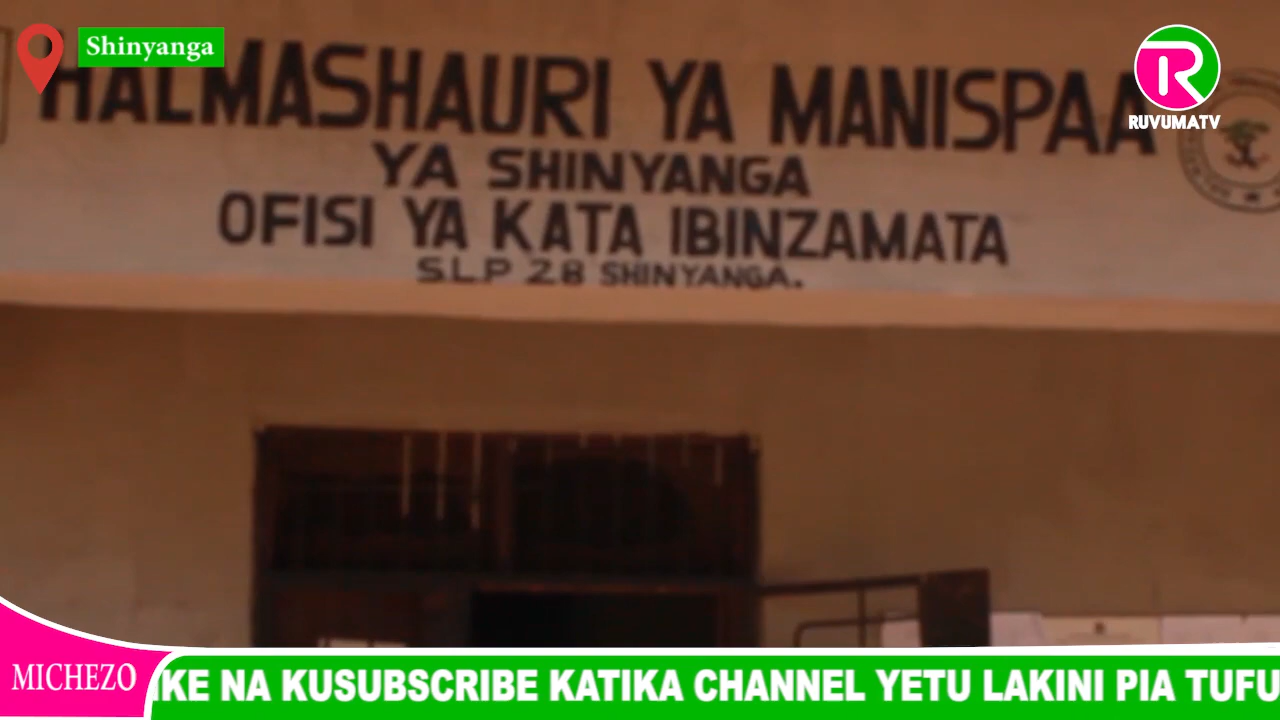 Shinyanga
HALMASHAURI YA MANISPAA
YA SHINYANGA
OFISI YA KATA IBINZAMATA
S.L.P 28 SHINYANGA.
RUVUMATV
MICHEZO
IKE NA KUSUBSCRIBE KATIKA CHANNEL YETU LAKINI PIA TUFU